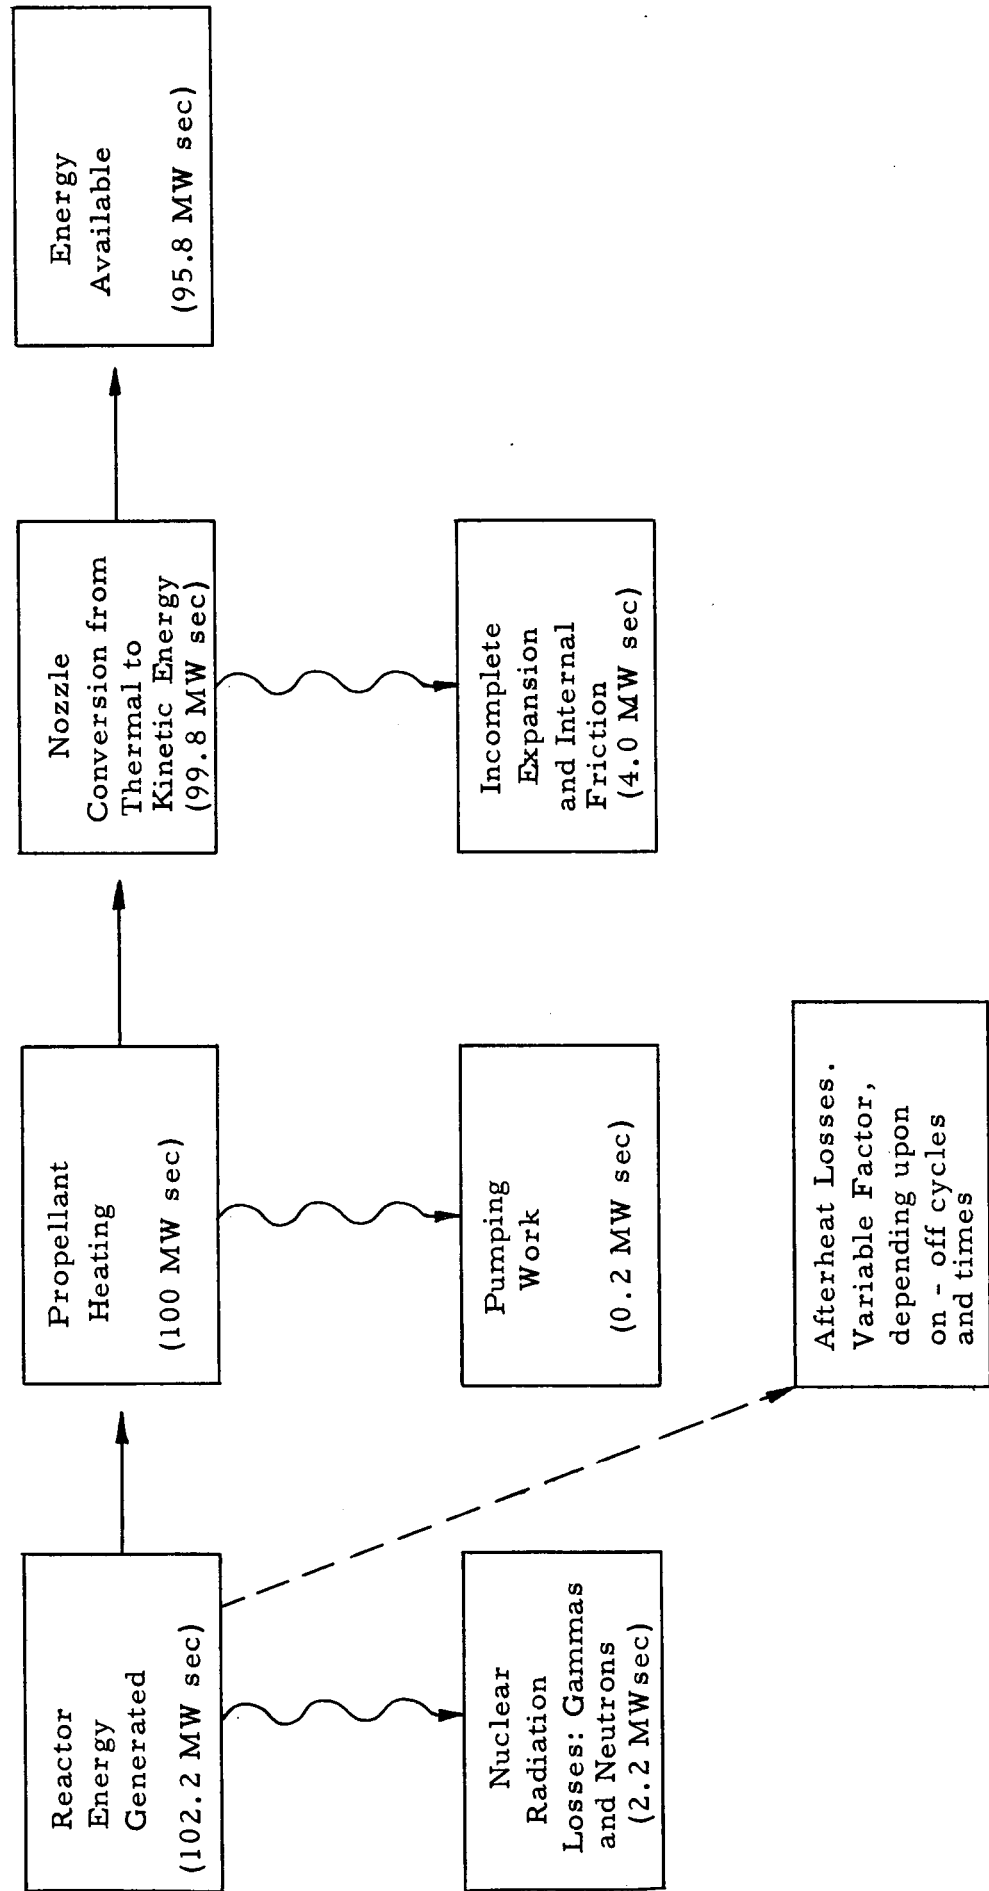 Reactor
Energy
Generated
(102.2 MW sec)
Propellant
Heating
(100 MW sec)
Nozzle
Conversion from
Thermal to
Kinetic Energy
(99.8 MW sec)
Energy
Available
(95.8 MW sec)
Nuclear
Radiation
Losses: Gammas
and Neutrons
(2.2 MWsec)
Pumping
Work
(0.2 MW sec)
Incomplete
Expansion
and Internal
Friction
(4.0 MW sec)
Afterheat Losses.
Variable Factor,
depending upon
on - off cycles
and times